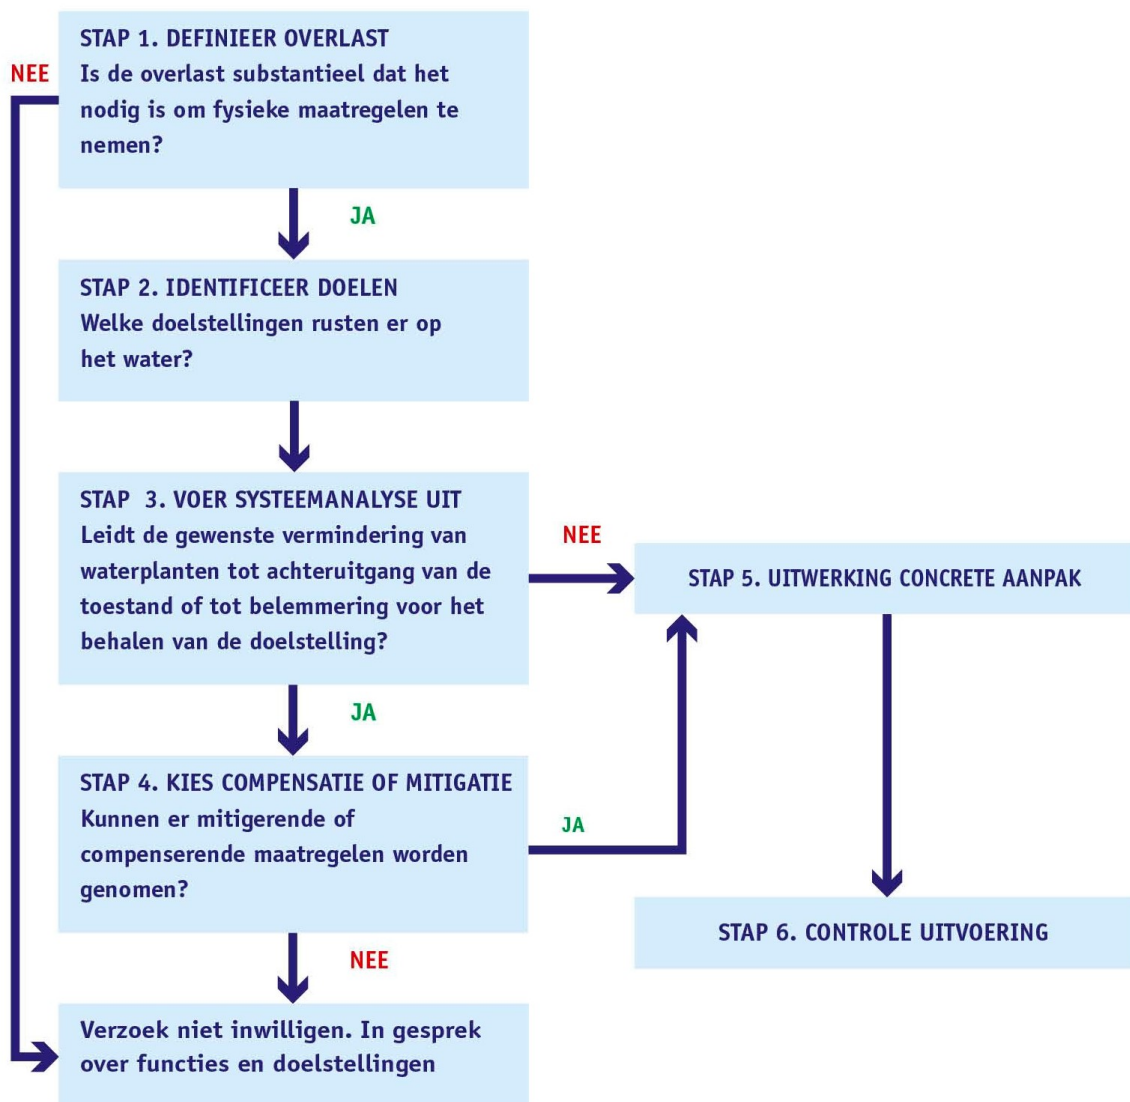 STAP 1. DEFINIEER OVERLAST
NEE
Is de overlast substantieel dat het
nodig is om fysieke maatregelen te
nemen?
JA
STAP 2. IDENTIFICEER DOELEN
Welke doelstellingen rusten er op
het water?
STAP 3. VOER SYSTEEMANALYSE UIT
Leidt de gewenste vermindering van
waterplanten tot achteruitgang van de
toestand of tot belemmering voor het
behalen van de doelstelling?
NEE
STAP 5. UITWERKING CONCRETE AANPAK
JA
STAP 4. KIES COMPENSATIE OF MITIGATIE
Kunnen er mitigerende of
compenserende maatregelen worden
genomen?
JA
STAP 6. CONTROLE UITVOERING
NEE
Verzoek niet inwilligen. In gesprek
over functies en doelstellingen